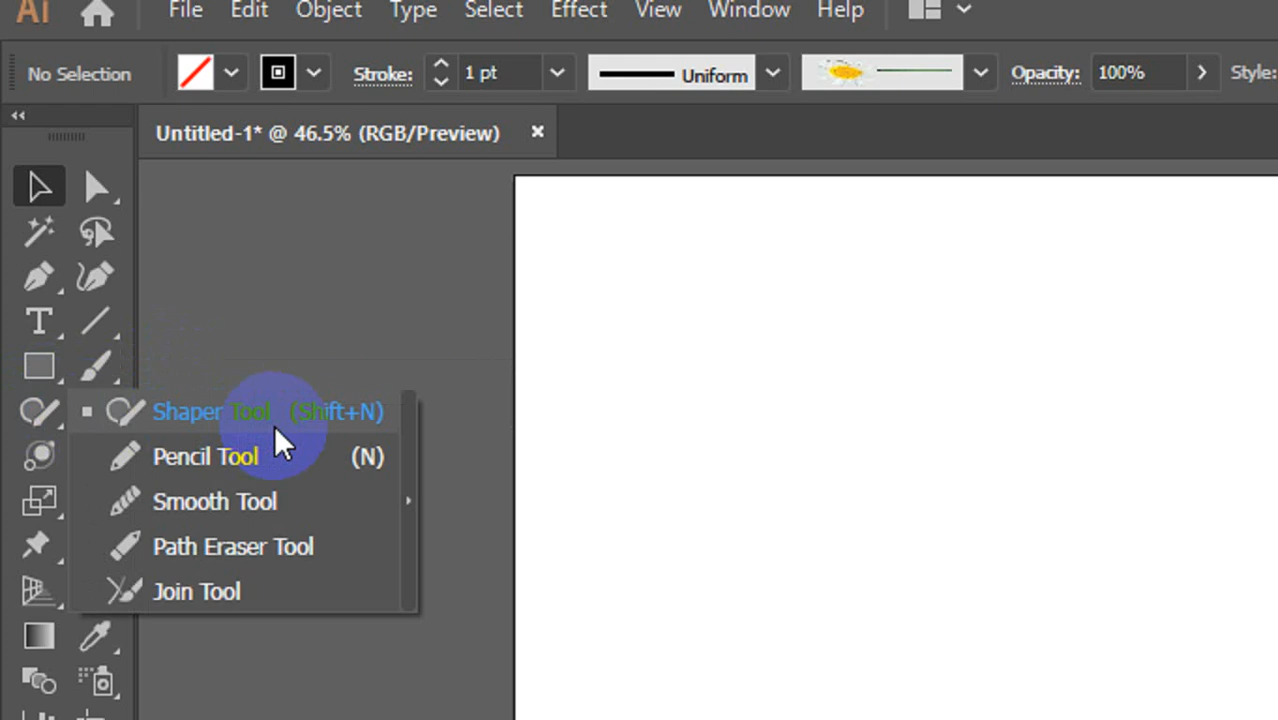 Ai File Edit Object Type Select Effect View Window Help
No Selection Stroke: 1 pt Uniform Opacity: 100% Style:
Untitled-1* @ 46.5% (RGB/Preview)
T
Shaper Tool (Shift+N)
Pencil Tool (N)
Smooth Tool
Path Eraser Tool
Join Tool